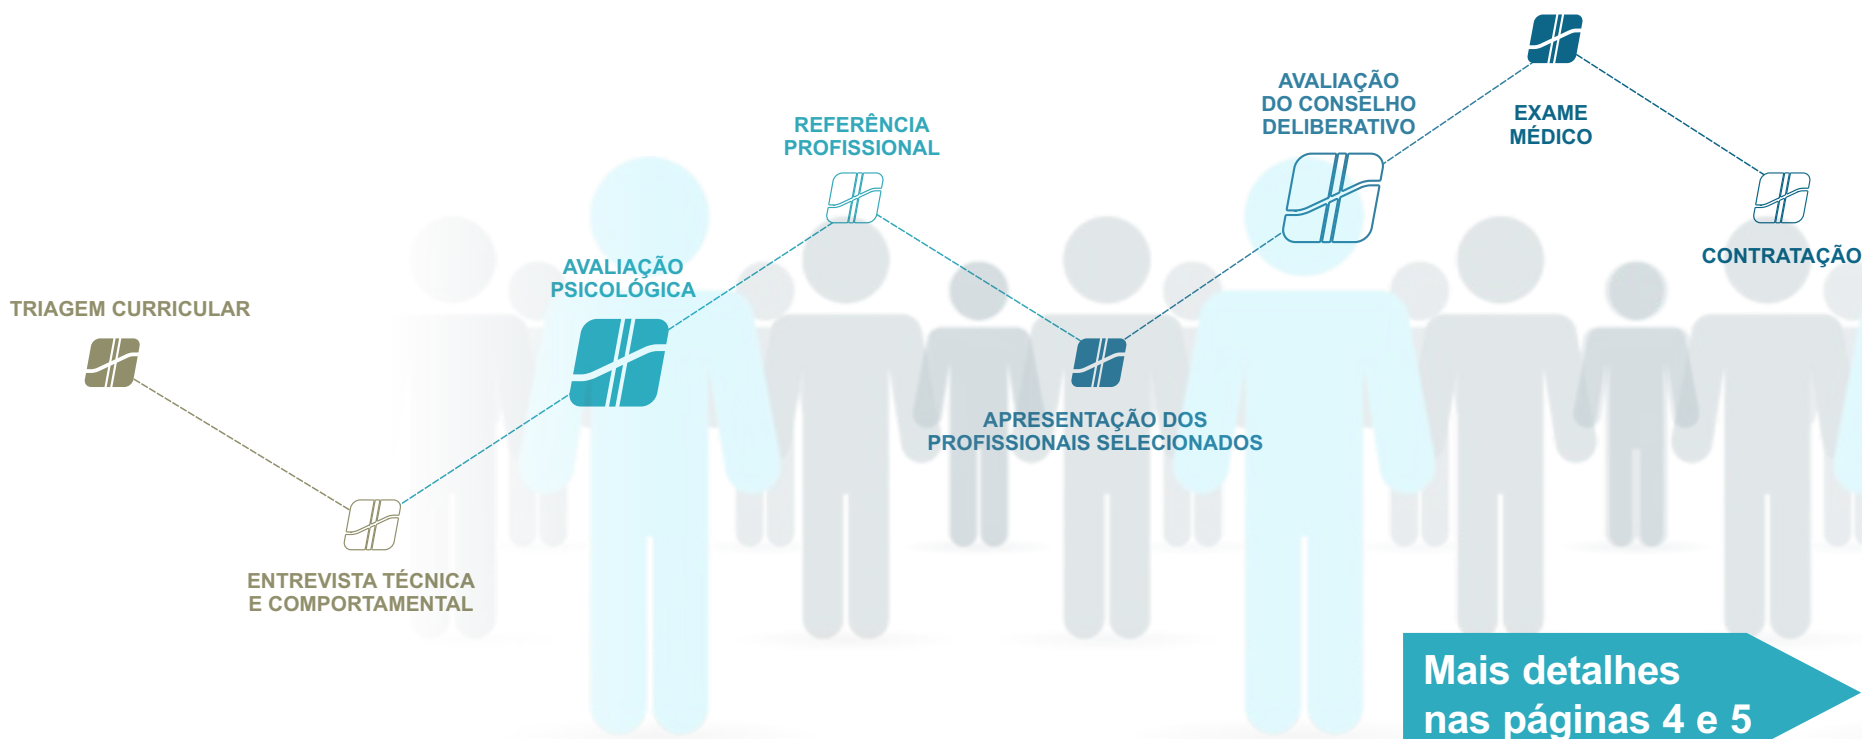 TRIAGEM CURRICULAR
ENTREVISTA TÉCNICA
E COMPORTAMENTAL
AVALIAÇÃO
PSICOLÓGICA
REFERÊNCIA
PROFISSIONAL
APRESENTAÇÃO DOS
PROFISSIONAIS SELECIONADOS
AVALIAÇÃO
DO CONSELHO
DELIBERATIVO
EXAME
MÉDICO
CONTRATAÇÃO
Mais detalhes
nas páginas 4 e 5